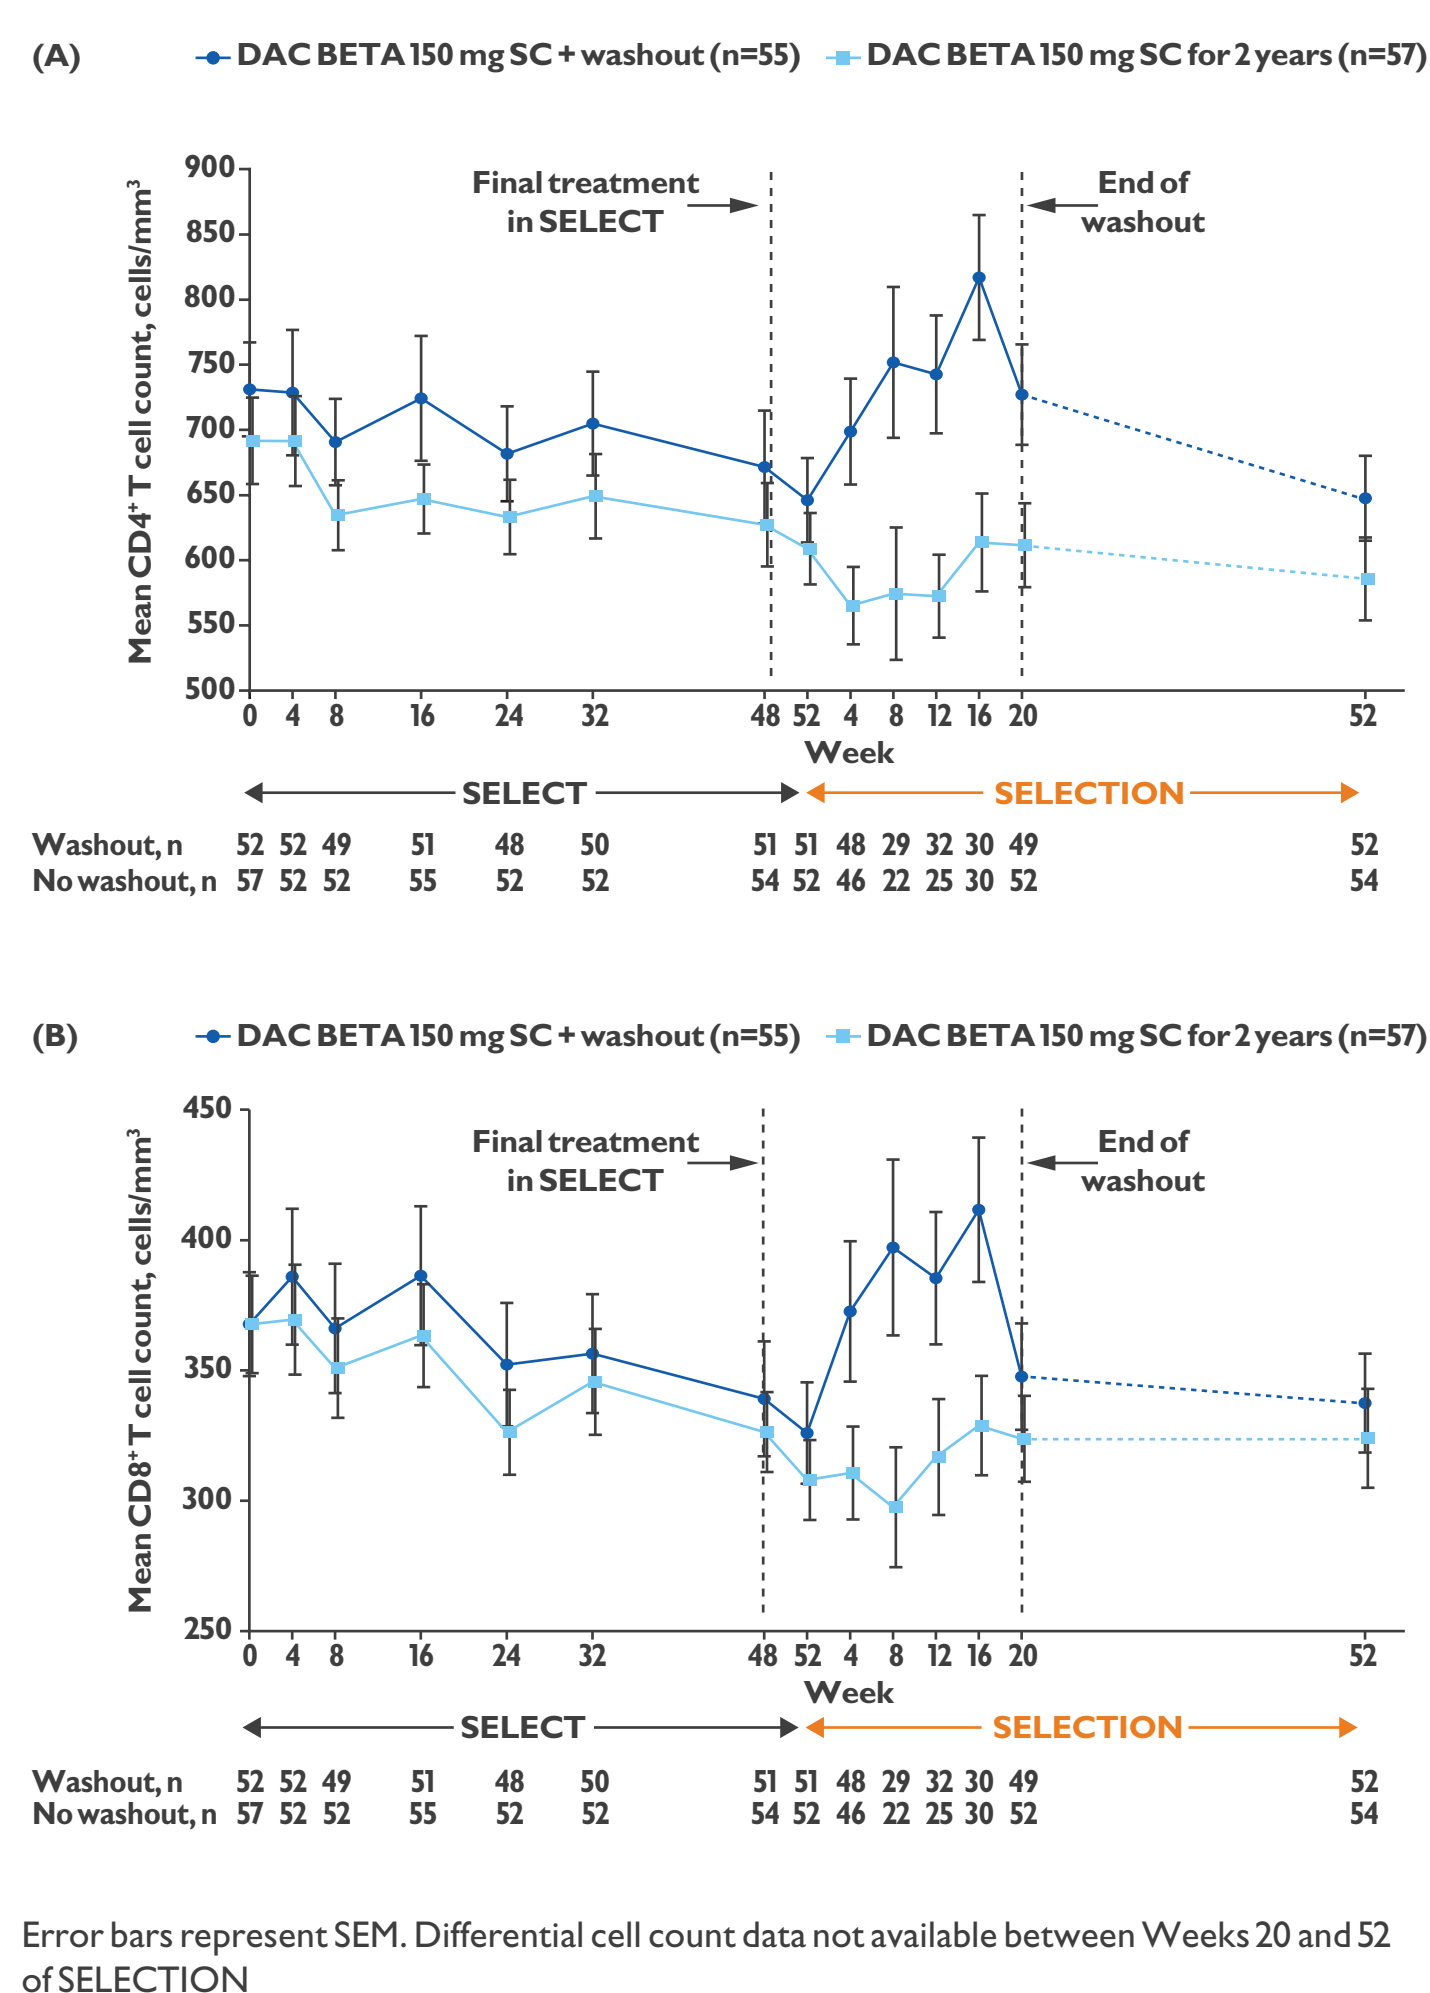 (A)
DAC BETA 150 mg SC + washout (n=55)
DAC BETA 150 mg SC for 2 years (n=57)
Mean CD4⁺ T cell count, cells/mm³
900
850
800
750
700
650
600
550
500
Final treatment
in SELECT
End of
washout
0 4 8 16 24 32 48 52 4 8 12 16 20 52
Week
SELECT
SELECTION
Washout, n 52 52 49 51 48 50 51 51 48 29 32 30 49 52
No washout, n 57 52 52 55 52 52 54 52 46 22 25 30 52 54
(B)
DAC BETA 150 mg SC + washout (n=55)
DAC BETA 150 mg SC for 2 years (n=57)
Mean CD8⁺ T cell count, cells/mm³
450
400
350
300
250
Final treatment
in SELECT
End of
washout
0 4 8 16 24 32 48 52 4 8 12 16 20 52
Week
SELECT
SELECTION
Washout, n 52 52 49 51 48 50 51 51 48 29 32 30 49 52
No washout, n 57 52 52 55 52 52 54 52 46 22 25 30 52 54
Error bars represent SEM. Differential cell count data not available between Weeks 20 and 52
of SELECTION